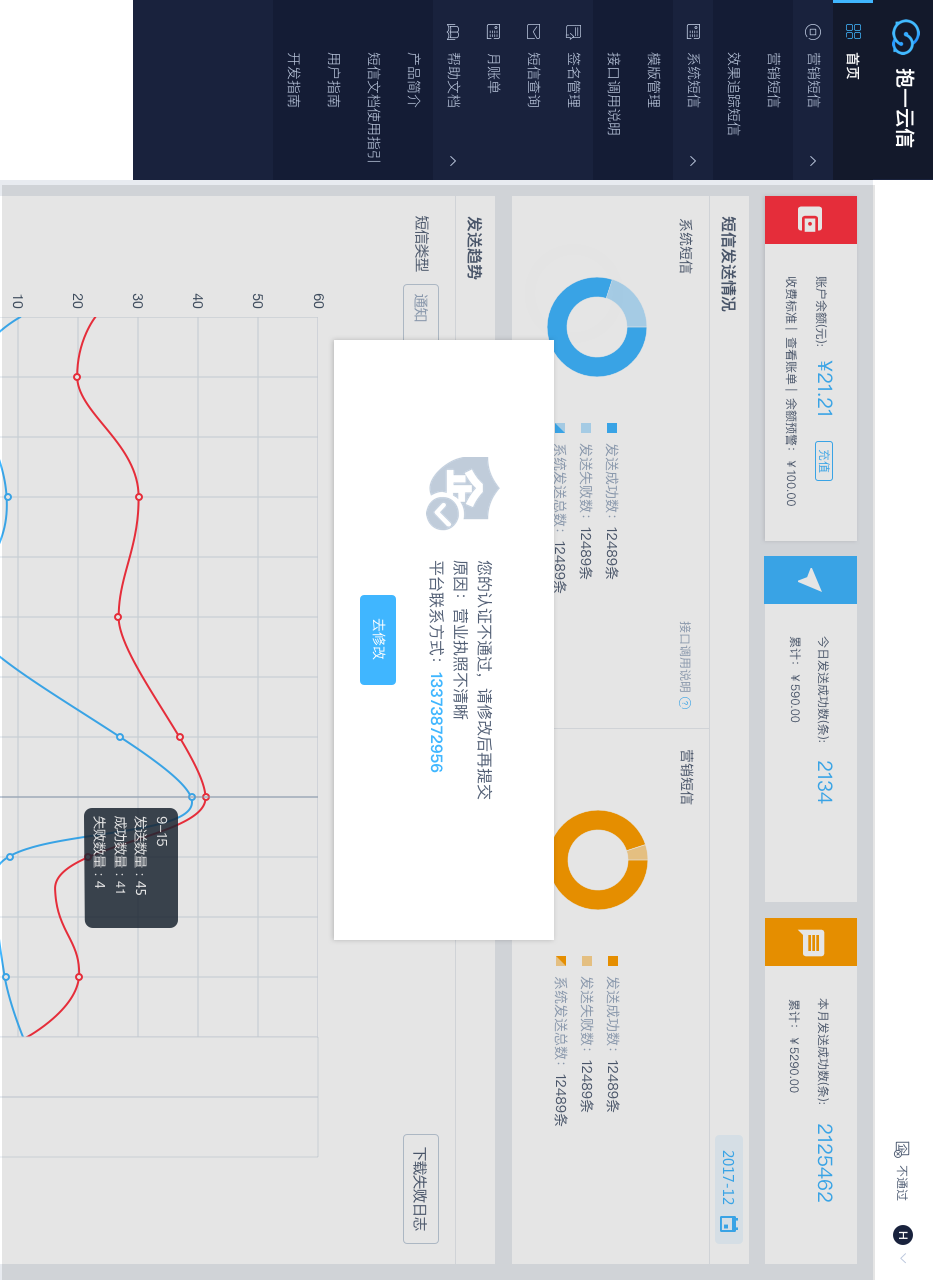 抱一云信
不通过
H
首页
营销短信
营销短信
效果追踪短信
系统短信
模版管理
接口调用说明
签名管理
短信查询
月账单
帮助文档
产品简介
短信文档使用指引
用户指南
开发指南
账户余额(元): ¥21.21 充值
收费标准 | 查看账单 | 余额预警：￥100.00
今日发送成功数(条): 2134
累计：￥590.00
本月发送成功数(条): 2125462
累计：￥5290.00
短信发送情况
2017-12
系统短信
接口调用说明 ?
发送成功数：12489条
发送失败数：12489条
系统发送总数：12489条
营销短信
发送成功数：12489条
发送失败数：12489条
系统发送总数：12489条
您的认证不通过，请修改后再提交
原因：营业执照不清晰
平台联系方式：13373872956
去修改
发送趋势
短信类型 通知
下载失败日志
60
50
40
30
20
10
9-15
发送数量：45
成功数量：41
失败数量：4